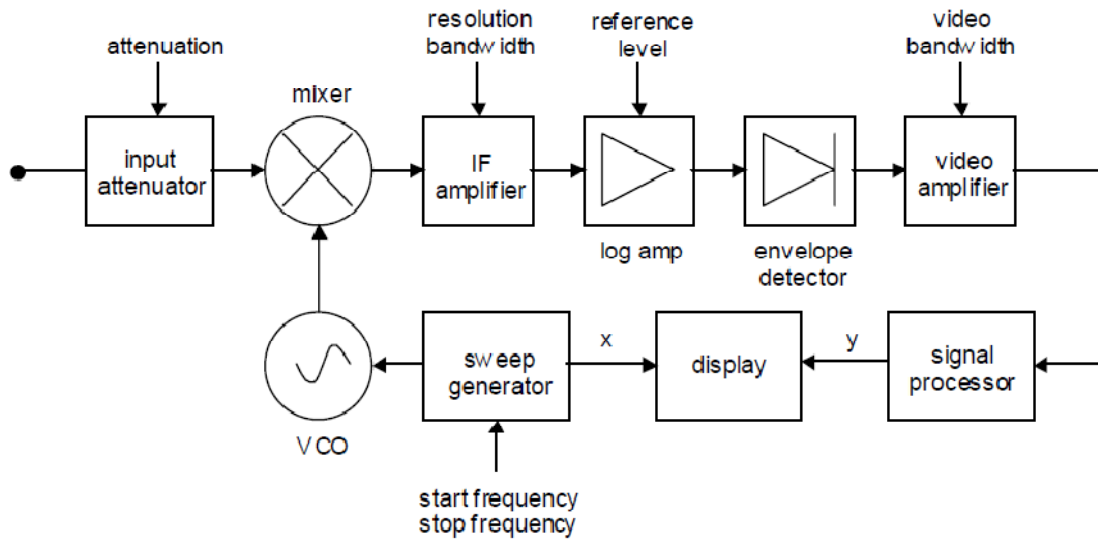 attenuation
resolution
bandwidth
reference
level
video
bandwidth
mixer
input
attenuator
IF
amplifier
video
amplifier
log amp
envelope
detector
sweep
generator
x
display
y
signal
processor
VCO
start frequency
stop frequency